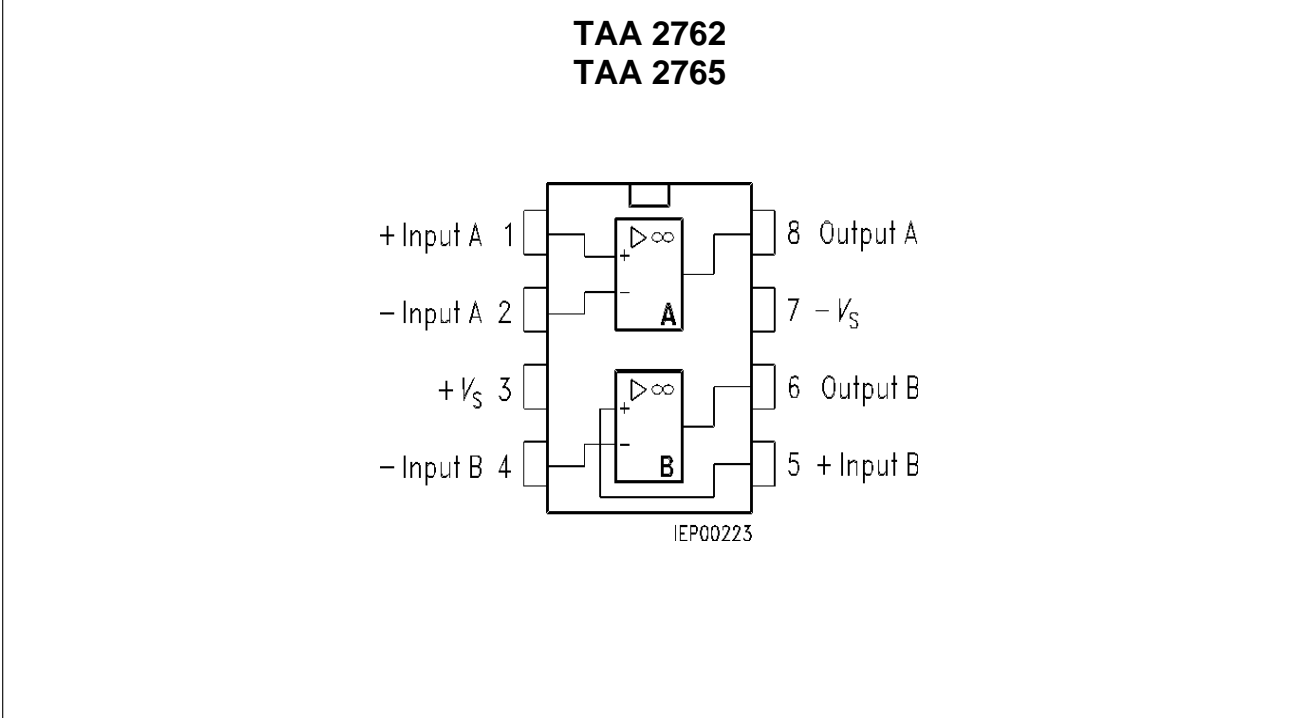 TAA 2762
TAA 2765
+ Input A 1
8 Output A
▷ ∞
+
−
A
− Input A 2
7 − VS
+ VS 3
6 Output B
▷ ∞
+
−
B
− Input B 4
5 + Input B
IEP00223